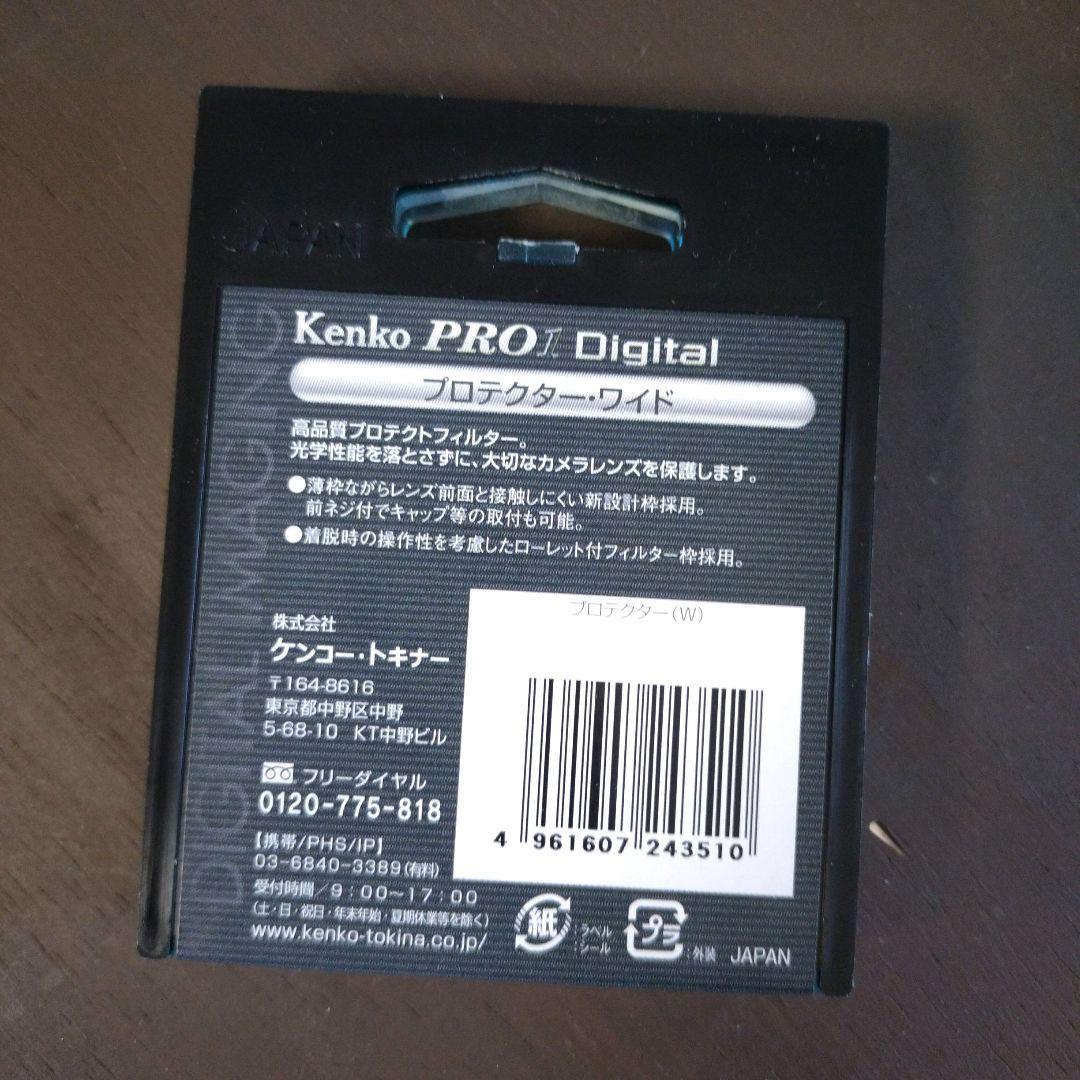 JAPAN
Kenko PRO1 Digital
プロテクター・ワイド
高品質プロテクトフィルター。
光学性能を落とさずに、大切なカメラレンズを保護します。
●薄枠ながらレンズ前面と接触しにくい新設計枠採用。
前ネジ付でキャップ等の取付も可能。
●着脱時の操作性を考慮したローレット付フィルター枠採用。
プロテクター(W)
4 961607 243510
株式会社
ケンコー・トキナー
〒164-8616
東京都中野区中野
5-68-10 KT中野ビル
フリーダイヤル
0120-775-818
【携帯/PHS/IP】
03-6840-3389(有料)
受付時間/9:00〜17:00
(土・日・祝日・年末年始・夏期休業等を除く)
www.kenko-tokina.co.jp/
紙
:ラベル
:シール
プラ
:外装
JAPAN